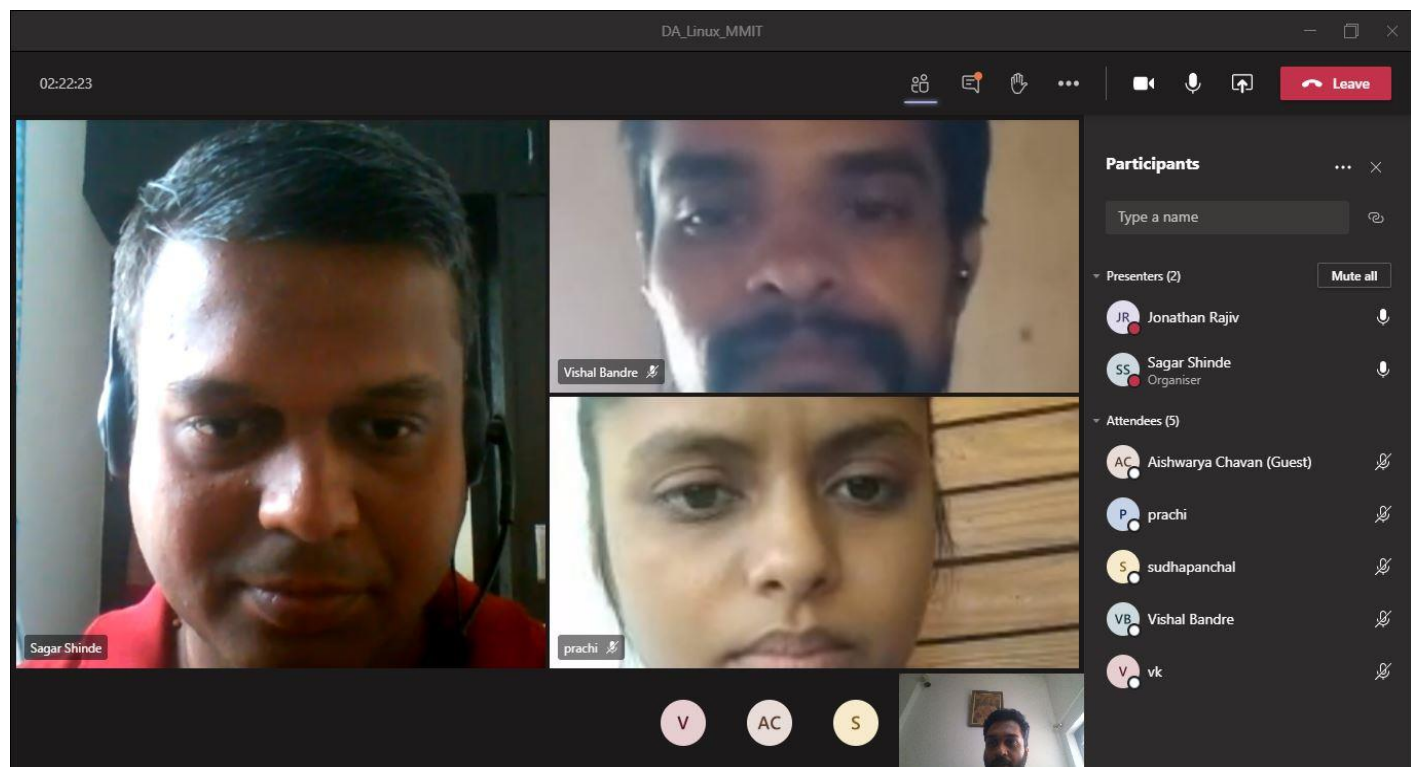 DA_Linux_MMIT
02:22:23
Leave
Vishal Bandre
Sagar Shinde
prachi
V
AC
S
Participants
Type a name
Presenters (2)
Mute all
JR
Jonathan Rajiv
SS
Sagar Shinde
Organiser
Attendees (5)
AC
Aishwarya Chavan (Guest)
P
prachi
S
sudhapanchal
VB
Vishal Bandre
V
vk